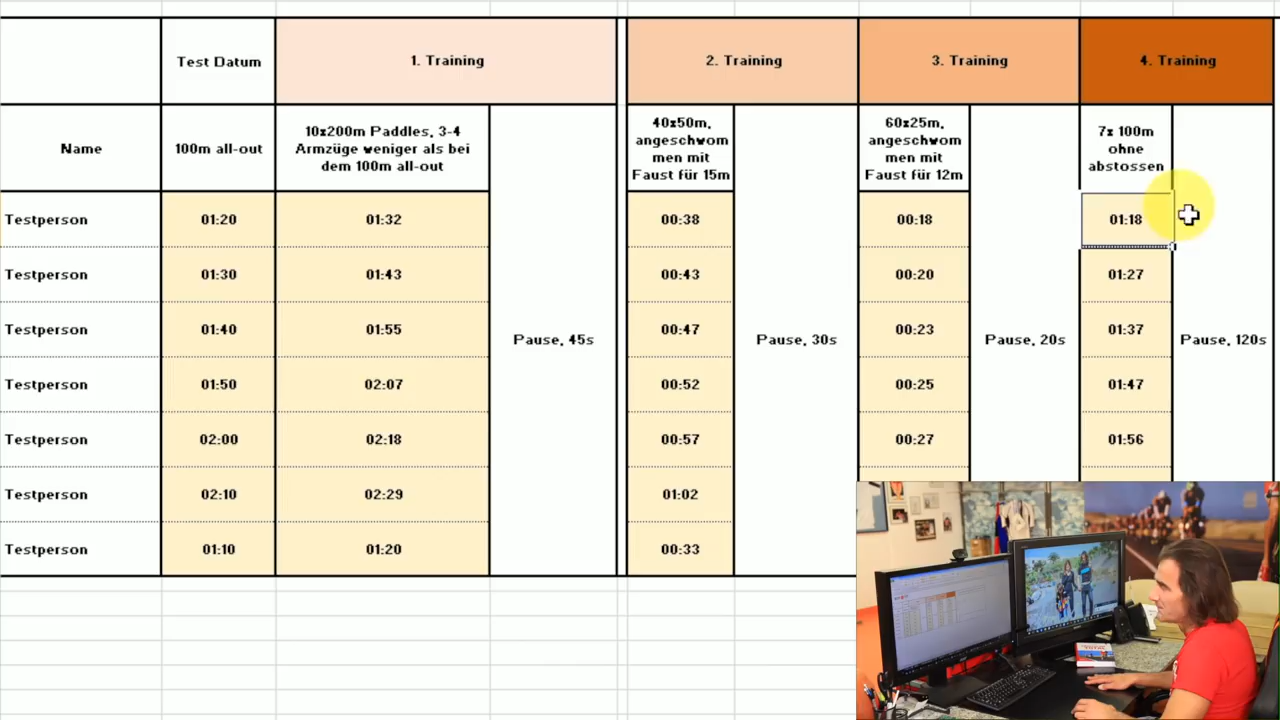 Test Datum
1. Training
2. Training
3. Training
4. Training
Name
100m all-out
10x200m Paddles, 3-4
Armzüge weniger als bei
dem 100m all-out
40x50m,
angeschwom
men mit
Faust für 15m
60x25m,
angeschwom
men mit
Faust für 12m
7x 100m
ohne
abstossen
Testperson 01:20 01:32 00:38 00:18 01:18
Testperson 01:30 01:43 00:43 00:20 01:27
Testperson 01:40 01:55 00:47 00:23 01:37
Pause, 45s Pause, 30s Pause, 20s Pause, 120s
Testperson 01:50 02:07 00:52 00:25 01:47
Testperson 02:00 02:18 00:57 00:27 01:56
Testperson 02:10 02:29 01:02
Testperson 01:10 01:20 00:33